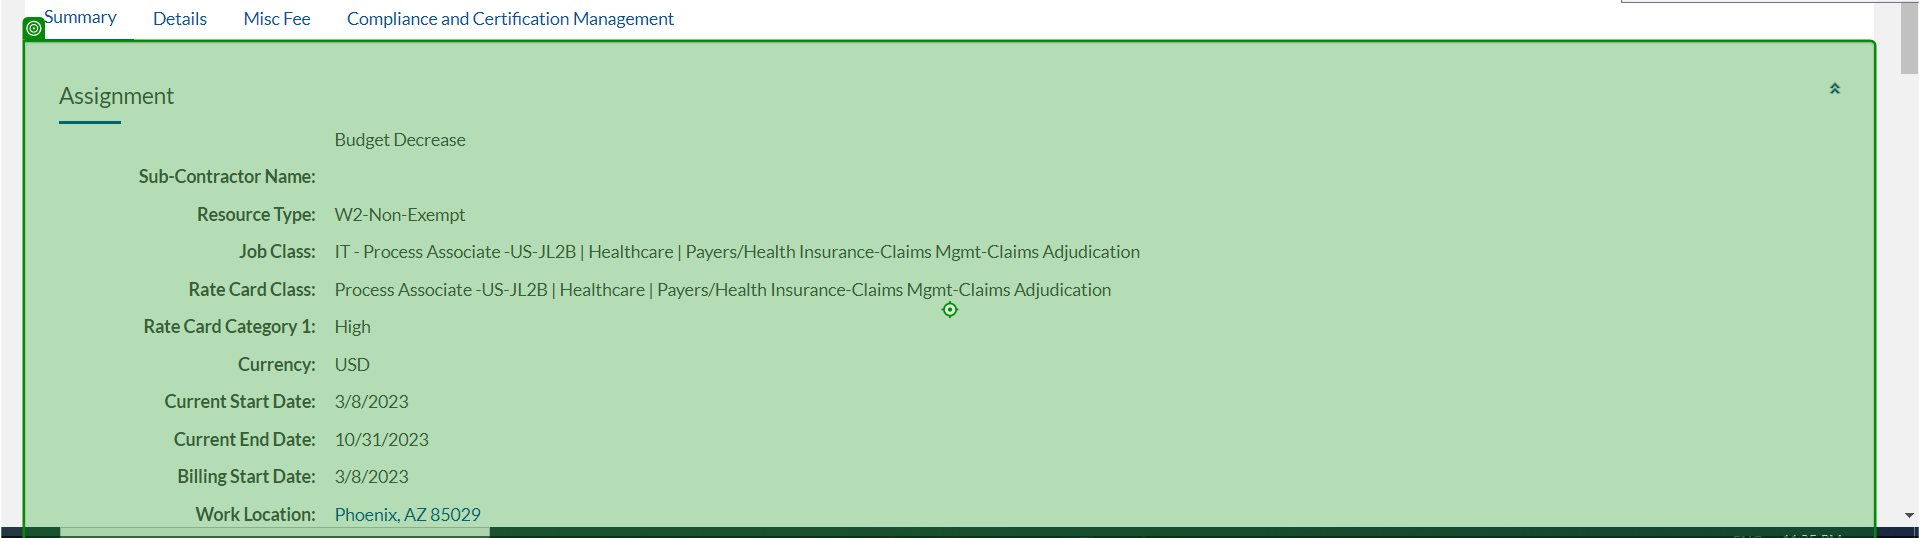 Summary Details Misc Fee Compliance and Certification Management
Assignment
Budget Decrease
Sub-Contractor Name:
Resource Type: W2-Non-Exempt
Job Class: IT - Process Associate -US-JL2B | Healthcare | Payers/Health Insurance-Claims Mgmt-Claims Adjudication
Rate Card Class: Process Associate -US-JL2B | Healthcare | Payers/Health Insurance-Claims Mgmt-Claims Adjudication
Rate Card Category 1: High
Currency: USD
Current Start Date: 3/8/2023
Current End Date: 10/31/2023
Billing Start Date: 3/8/2023
Work Location: Phoenix, AZ 85029